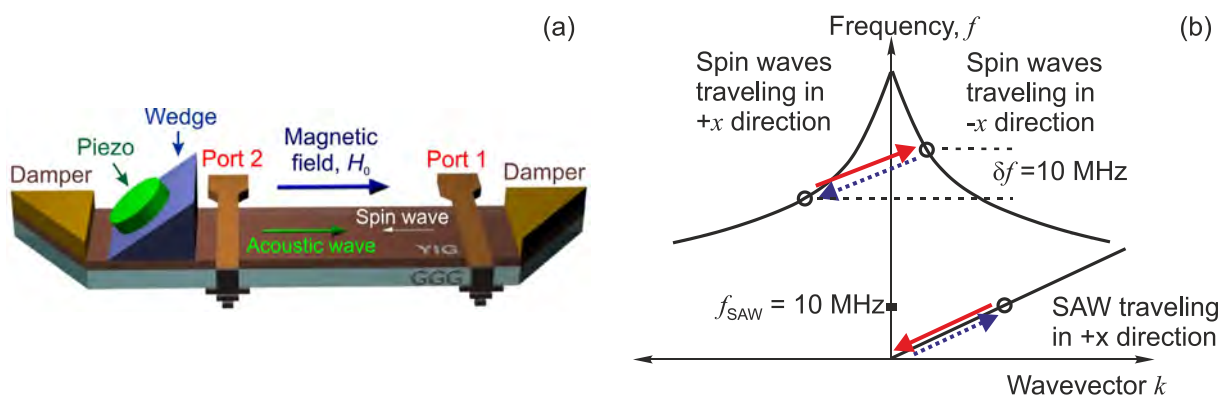 (a)
Wedge
Piezo
Damper
Port 2
Magnetic
field, H₀
Port 1
Damper
Spin wave
Acoustic wave
YIG
GGG
(b)
Frequency, f
Spin waves
traveling in
+x direction
Spin waves
traveling in
-x direction
δf =10 MHz
fSAW = 10 MHz
SAW traveling
in +x direction
Wavevector k